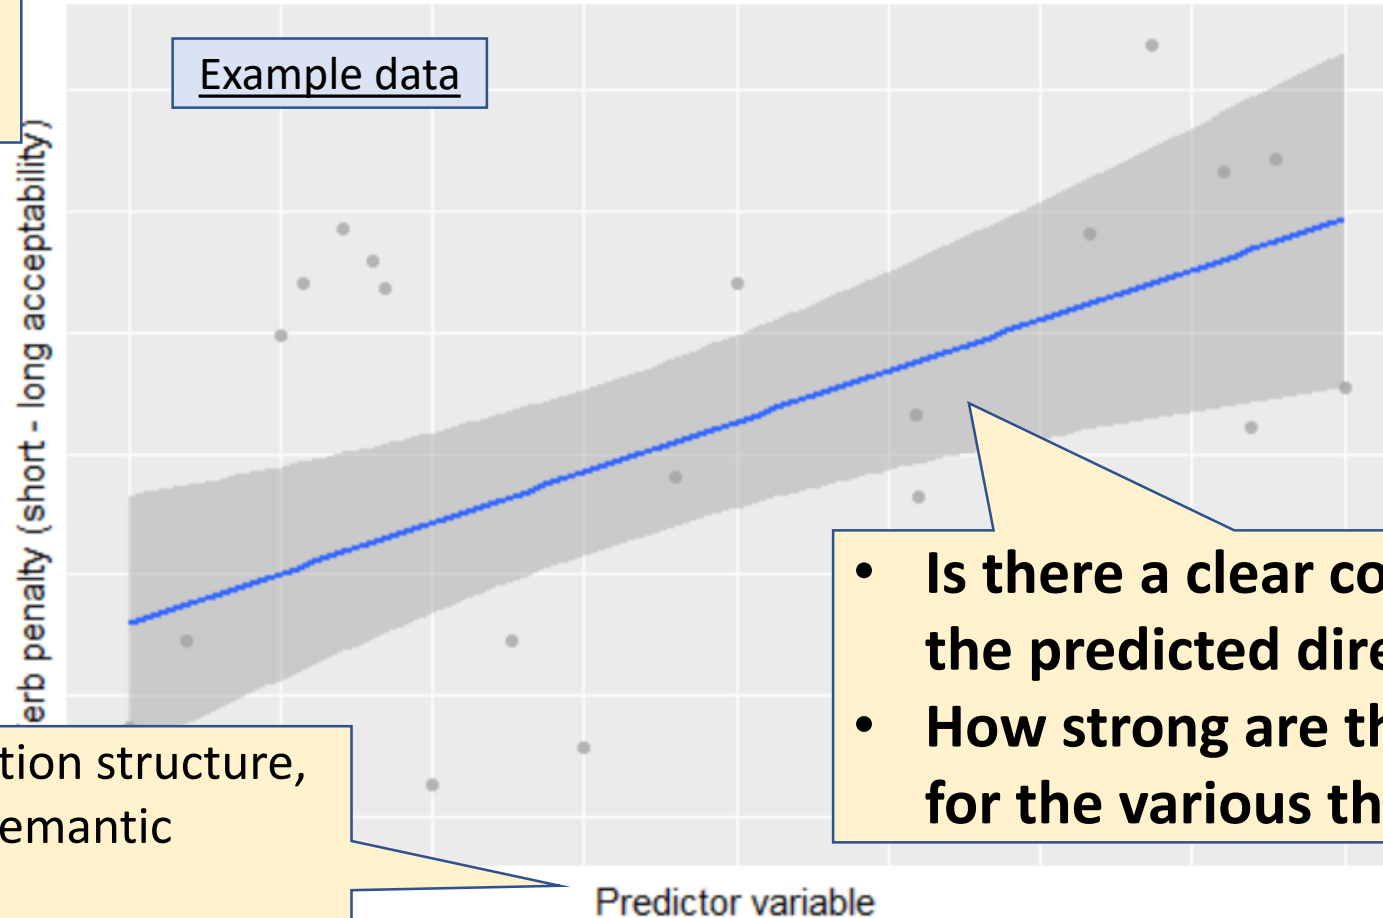 Example data
erb penalty (short - long acceptability)
• Is there a clear co
the predicted dire
• How strong are th
for the various th
tion structure,
emantic
Predictor variable